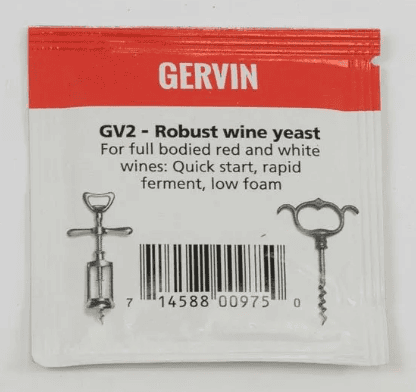 GERVIN
GV2 - Robust wine yeast
For full bodied red and white
wines: Quick start, rapid
ferment, low foam
7 14588 00975 0